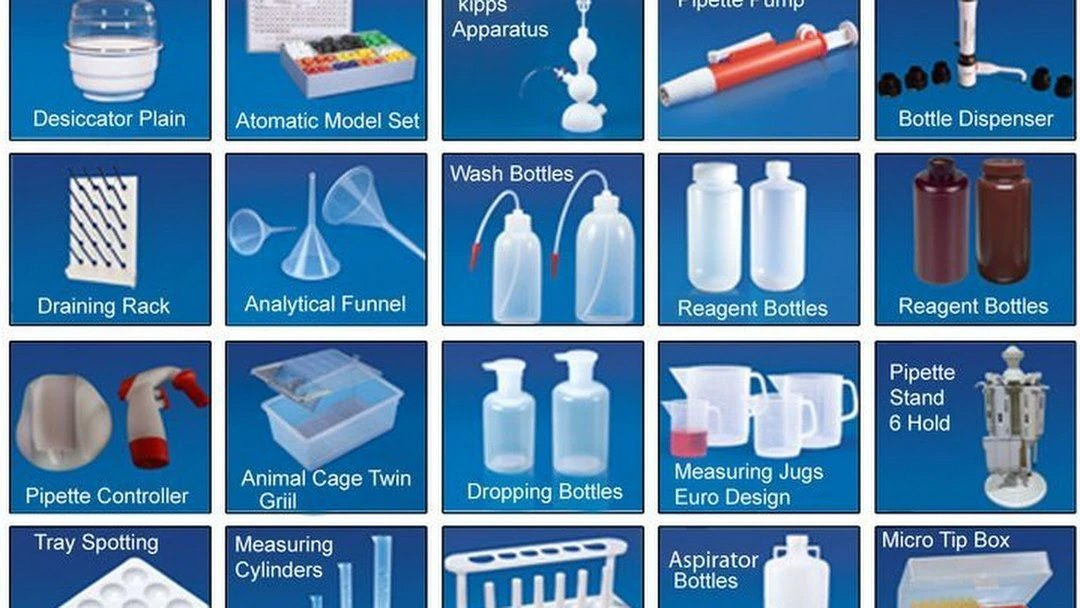 Desiccator Plain
Atomatic Model Set
kipps
Apparatus
Pipette Pump
Bottle Dispenser
Draining Rack
Analytical Funnel
Wash Bottles
Reagent Bottles
Reagent Bottles
Pipette Controller
Animal Cage Twin
Griil
Dropping Bottles
Measuring Jugs
Euro Design
Pipette
Stand
6 Hold
Tray Spotting
Measuring
Cylinders
Aspirator
Bottles
Micro Tip Box